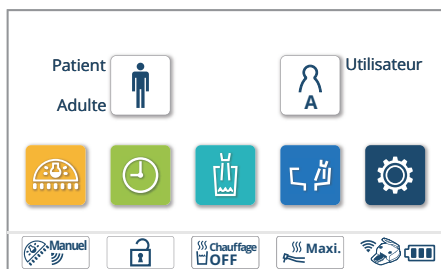 Patient
Adulte
Utilisateur
A
Manuel
Chauffage
OFF
Maxi.